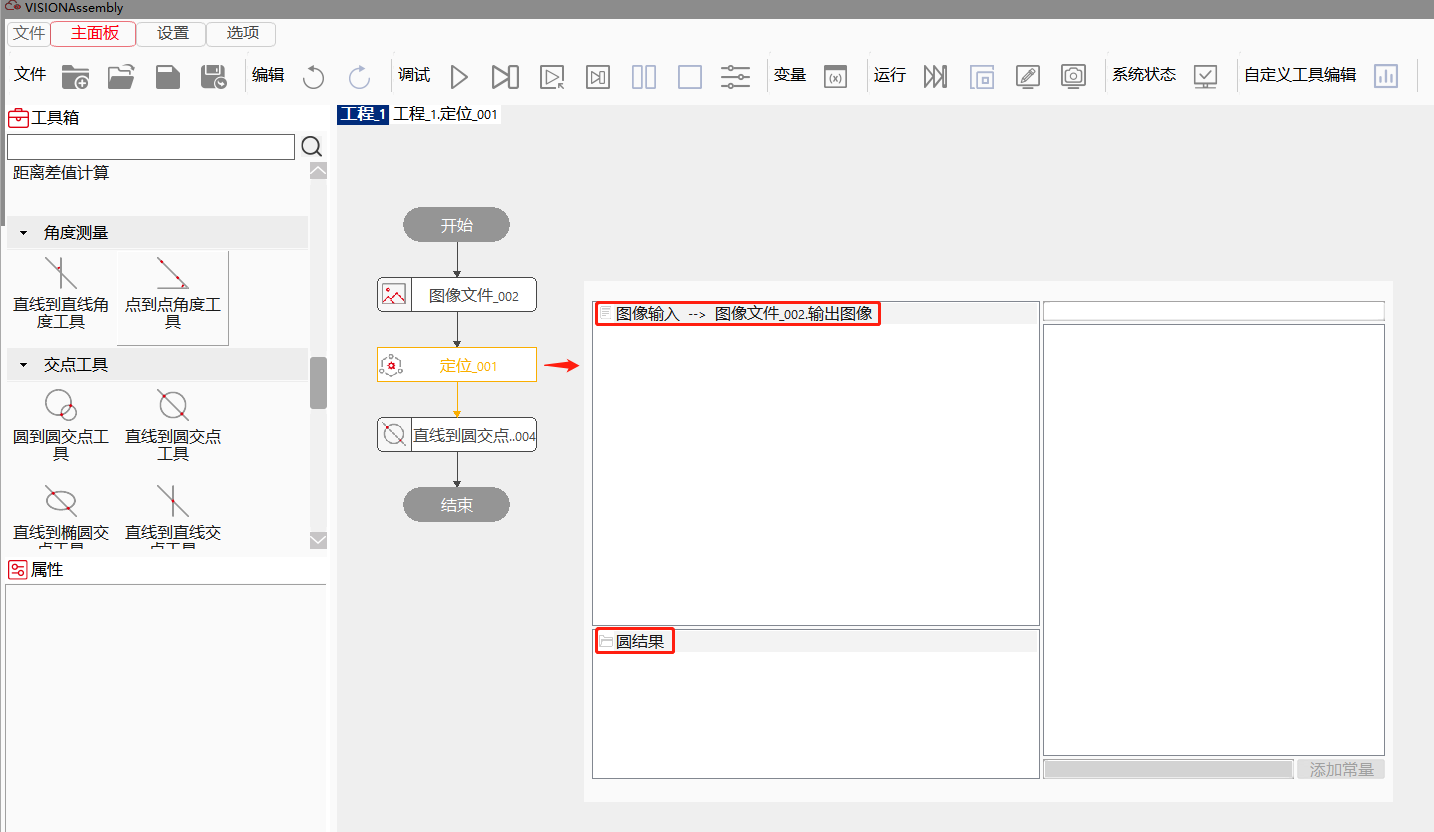 VISIONAssembly
文件 主面板 设置 选项
文件 编辑 调试 变量 (x) 运行 系统状态 自定义工具编辑
工具箱
距离差值计算
角度测量
直线到直线角
度工具
点到点角度工
具
交点工具
圆到圆交点工
具
直线到圆交点
工具
直线到椭圆交
点工具
直线到直线交
点工具
属性
工程_1 工程_1.定位_001
开始
图像文件_002
定位_001
直线到圆交点..004
结束
图像输入 --> 图像文件_002.输出图像
圆结果
添加常量